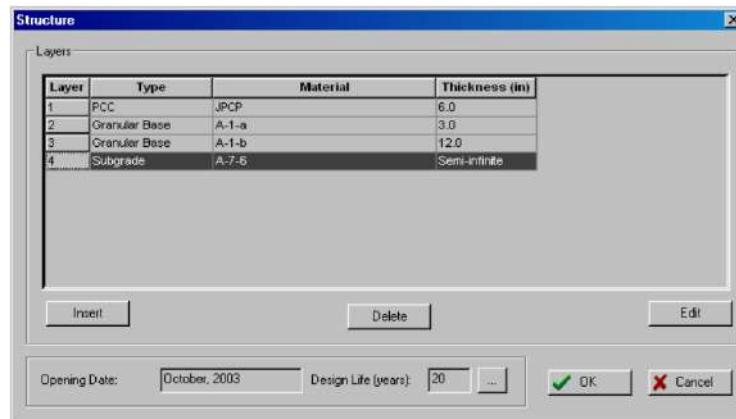 Structure
Layers
Layer Type Material Thickness (in)
1 PCC JPCP 6.0
2 Granular Base A-1-a 3.0
3 Granular Base A-1-b 12.0
4 Subgrade A-7-6 Semi-infinite
Insert Delete Edit
Opening Date: October, 2003 Design Life (years): 20 ... OK Cancel